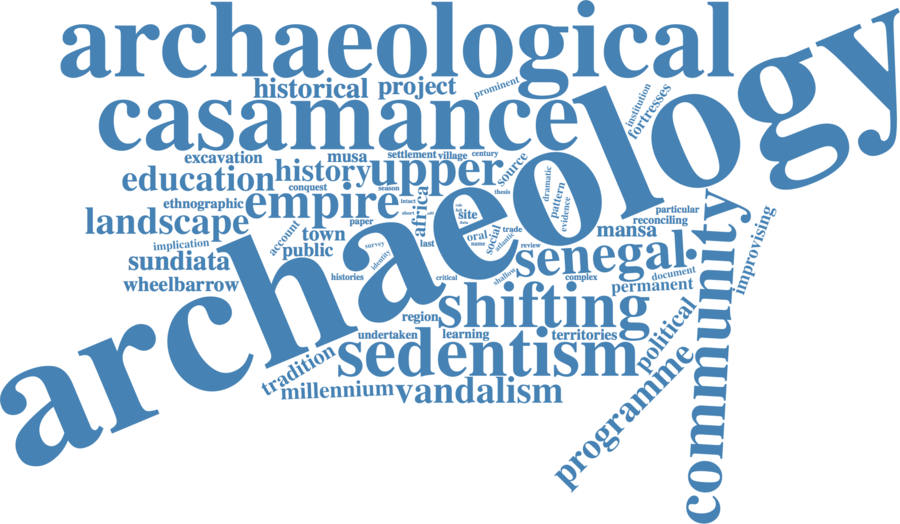 archaeological
historical project
prominent
institution
fortresses
casamance
archaeology
excavation
musa
settlement
village
century
education
history
upper
source
conquest
season
thesis
dramatic
pattern
evidence
ethnographic
empire
intact
short
africa
site
landscape
paper
particular
reconciling
implication
account
town
public
survey
identity
last
oral
name
social
trade
atlantic
review
mansa
sundiata
senegal
wheelbarrow
histories
critical
shallow
complex
document
permanent
community
improvising
region
shifting
undertaken
learning
territories
political
tradition
sedentism
millennium
vandalism
programme